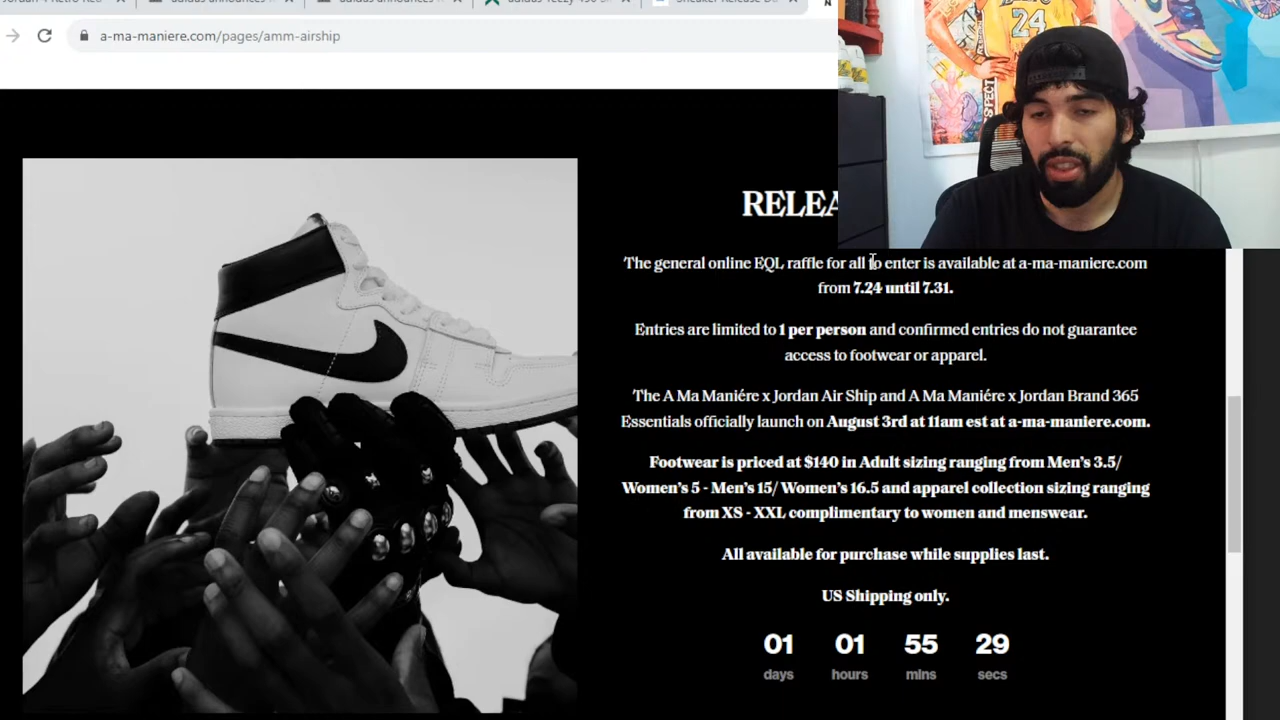 a-ma-maniere.com/pages/amm-airship
24
The general online EQL raffle for all to enter is available at a-ma-maniere.com
from 7.24 until 7.31.
Entries are limited to 1 per person and confirmed entries do not guarantee
access to footwear or apparel.
The A Ma Maniére x Jordan Air Ship and A Ma Maniére x Jordan Brand 365
Essentials officially launch on August 3rd at 11am est at a-ma-maniere.com.
Footwear is priced at $140 in Adult sizing ranging from Men's 3.5/
Women's 5 - Men's 15/ Women's 16.5 and apparel collection sizing ranging
from XS - XXL complimentary to women and menswear.
All available for purchase while supplies last.
US Shipping only.
01 01 55 29
days hours mins secs